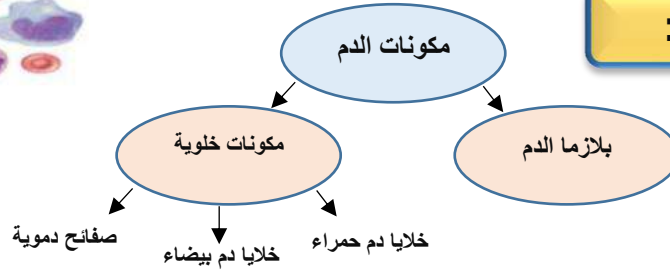 :
مكونات الدم
بلازما الدم
مكونات خلوية
خلايا دم حمراء
خلايا دم بيضاء
صفائح دموية